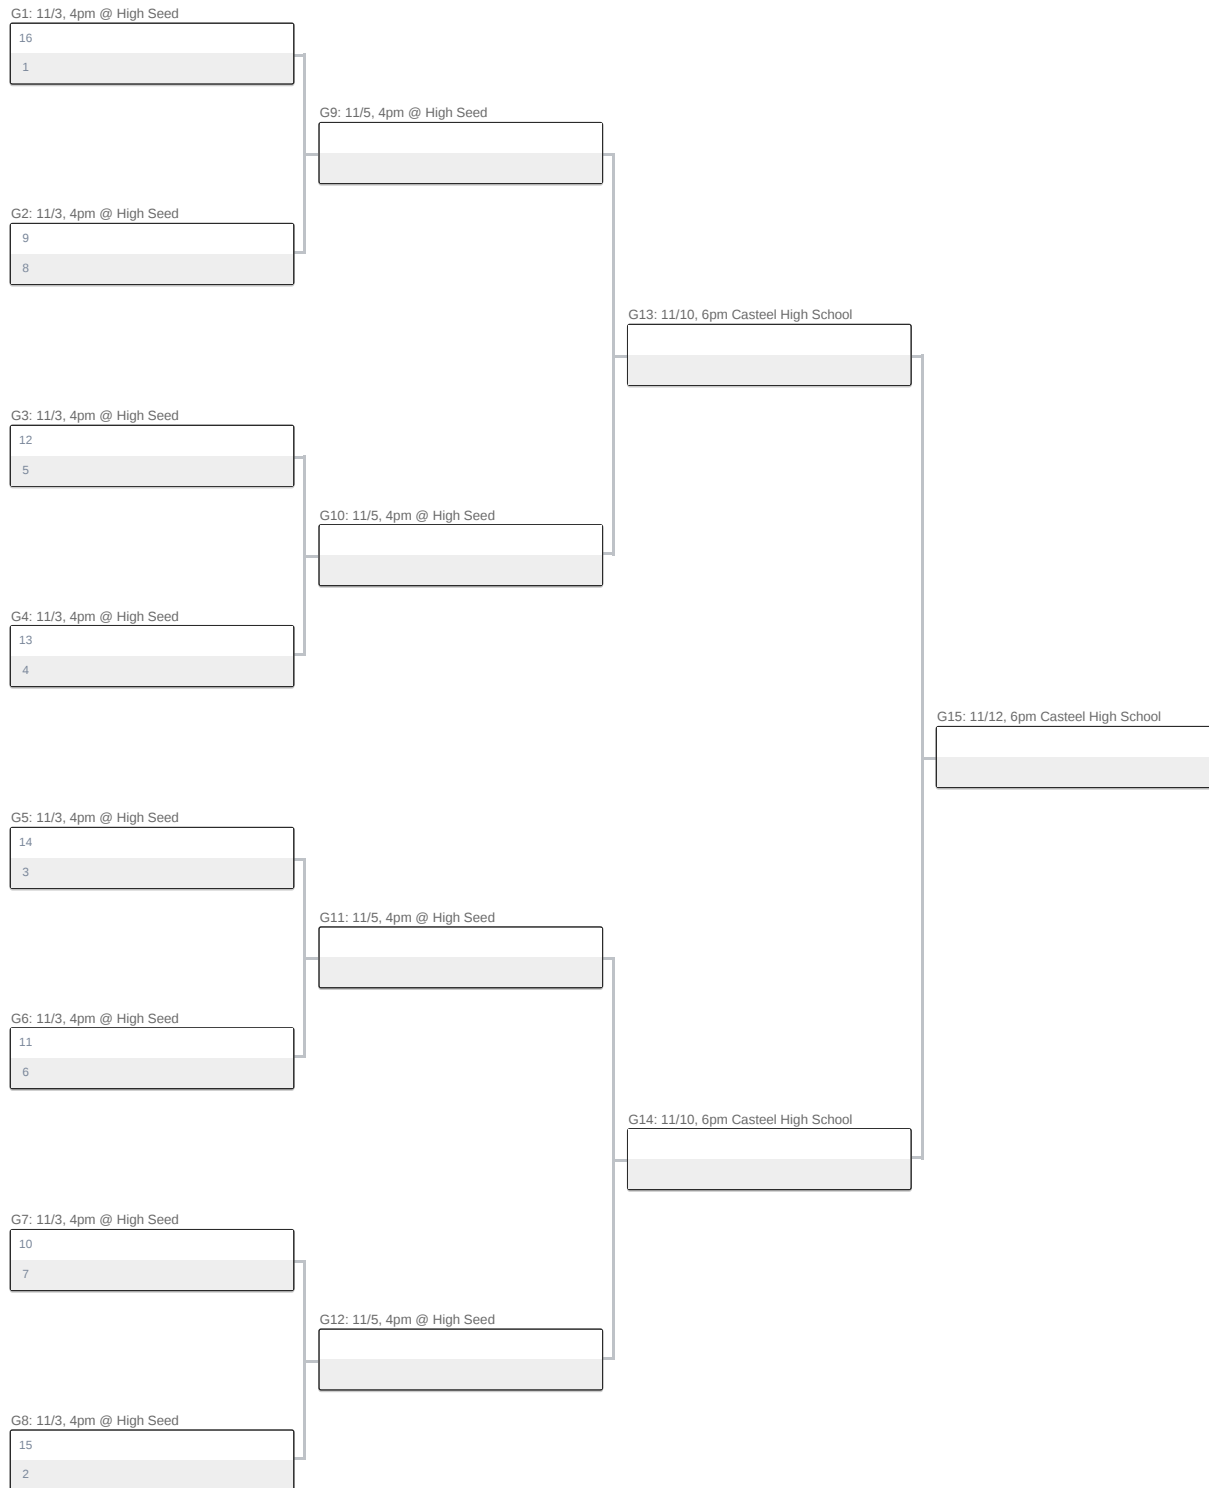 G1: 11/3, 4pm @ High Seed
16
1
G9: 11/5, 4pm @ High Seed
G2: 11/3, 4pm @ High Seed
9
8
G13: 11/10, 6pm Casteel High School
G3: 11/3, 4pm @ High Seed
12
5
G10: 11/5, 4pm @ High Seed
G4: 11/3, 4pm @ High Seed
13
4
G15: 11/12, 6pm Casteel High School
G5: 11/3, 4pm @ High Seed
14
3
G11: 11/5, 4pm @ High Seed
G6: 11/3, 4pm @ High Seed
11
6
G14: 11/10, 6pm Casteel High School
G7: 11/3, 4pm @ High Seed
10
7
G12: 11/5, 4pm @ High Seed
G8: 11/3, 4pm @ High Seed
15
2